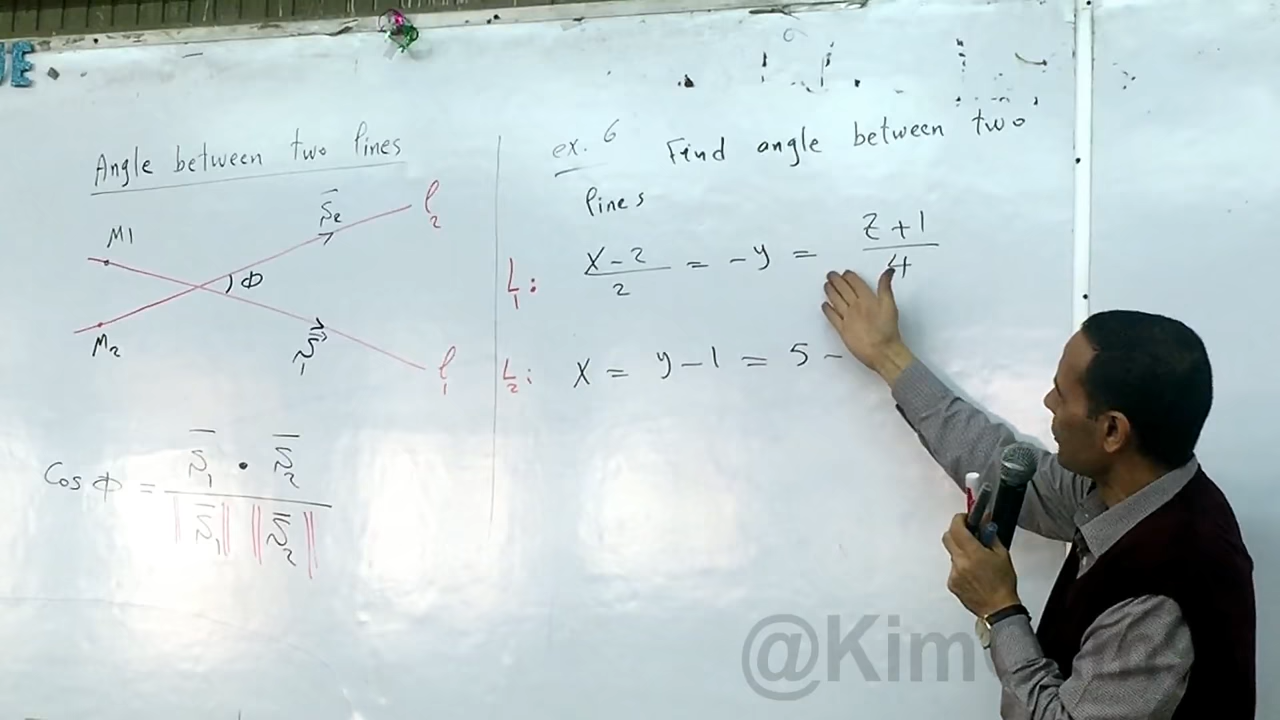 UE
Angle between two lines
M1
S̄₂
l₂
ϕ
M₂
S̄₁
l₁
Cos ϕ = S̄₁ • S̄₂ / ||S̄₁|| ||S̄₂||
ex. 6 Find angle between two
lines
L₁: x - 2 / 2 = - y = z + 1 / 4
L₂: x = y - 1 = 5 -
@Kim